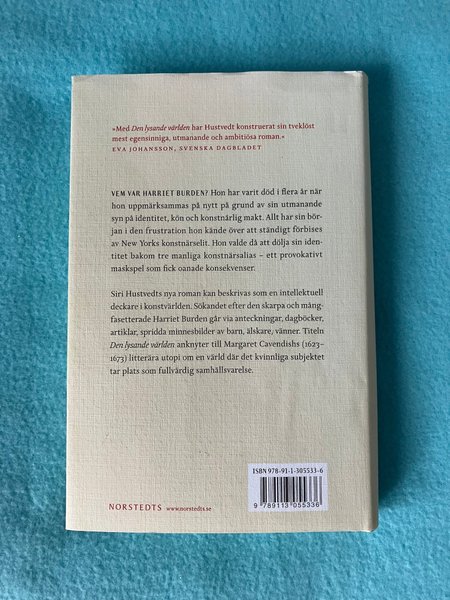 »Med Den lysande världen har Hustvedt konstruerat sin tveklöst
mest egensinniga, utmanande och ambitiösa roman.«
EVA JOHANSSON, SVENSKA DAGBLADET
VEM VAR HARRIET BURDEN? Hon har varit död i flera år när
hon uppmärksammas på nytt på grund av sin utmanande
syn på identitet, kön och konstnärlig makt. Allt har sin bör-
jan i den frustration hon kände över att ständigt förbises
av New Yorks konstnärselit. Hon valde då att dölja sin iden-
titet bakom tre manliga konstnärsalias – ett provokativt
maskspel som fick oanade konsekvenser.
Siri Hustvedts nya roman kan beskrivas som en intellektuell
deckare i konstvärlden. Sökandet efter den skarpa och mång-
fasetterade Harriet Burden går via anteckningar, dagböcker,
artiklar, spridda minnesbilder av barn, älskare, vänner. Titeln
Den lysande världen anknyter till Margaret Cavendishs (1623–
1673) litterära utopi om en värld där det kvinnliga subjektet
tar plats som fullvärdig samhällsvarelse.
ISBN 978-91-1-305533-6
9 789113 055336
NORSTEDTS www.norstedts.se